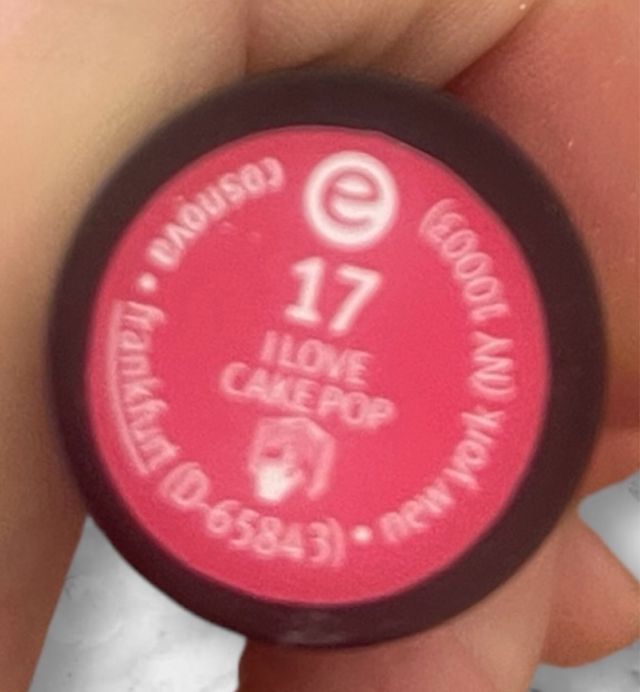 e
17
I LOVE
CAKE POP
cosnova • frankfurt (D-65843) • new york (NY 10003)